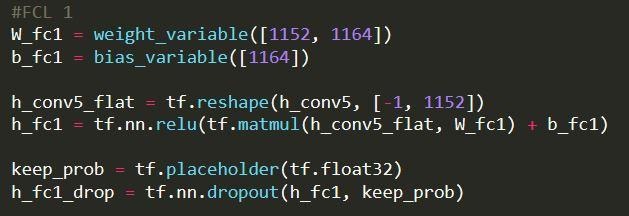 #FCL 1
W_fc1 = weight_variable([1152, 1164])
b_fc1 = bias_variable([1164])
h_conv5_flat = tf.reshape(h_conv5, [-1, 1152])
h_fc1 = tf.nn.relu(tf.matmul(h_conv5_flat, W_fc1) + b_fc1)
keep_prob = tf.placeholder(tf.float32)
h_fc1_drop = tf.nn.dropout(h_fc1, keep_prob)